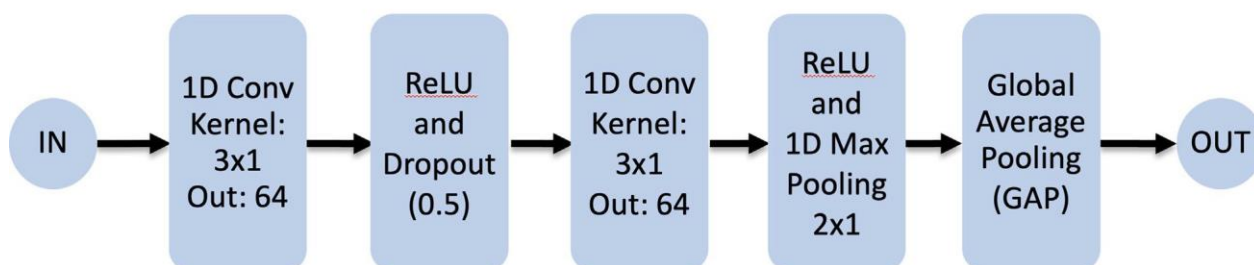 IN
1D Conv
Kernel:
3x1
Out: 64
ReLU
and
Dropout
(0.5)
1D Conv
Kernel:
3x1
Out: 64
ReLU
and
1D Max
Pooling
2x1
Global
Average
Pooling
(GAP)
OUT